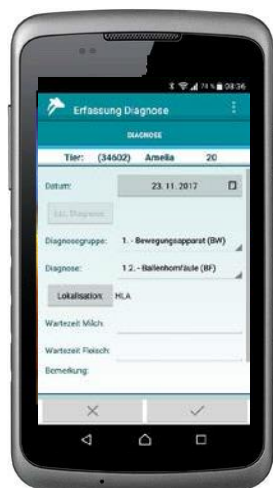 74 % 08:36
Erfassung Diagnose
DIAGNOSE
Tier: (34602) Amelia 20
Datum: 23. 11. 2017
Diagnosegruppe: 1. - Bewegungsapparat (BW)
Diagnose: 1 2. - Ballenhornfäule (BF)
Lokalisation: HLA
Wartezeit Milch:
Wartezeit Fleisch:
Bemerkung: